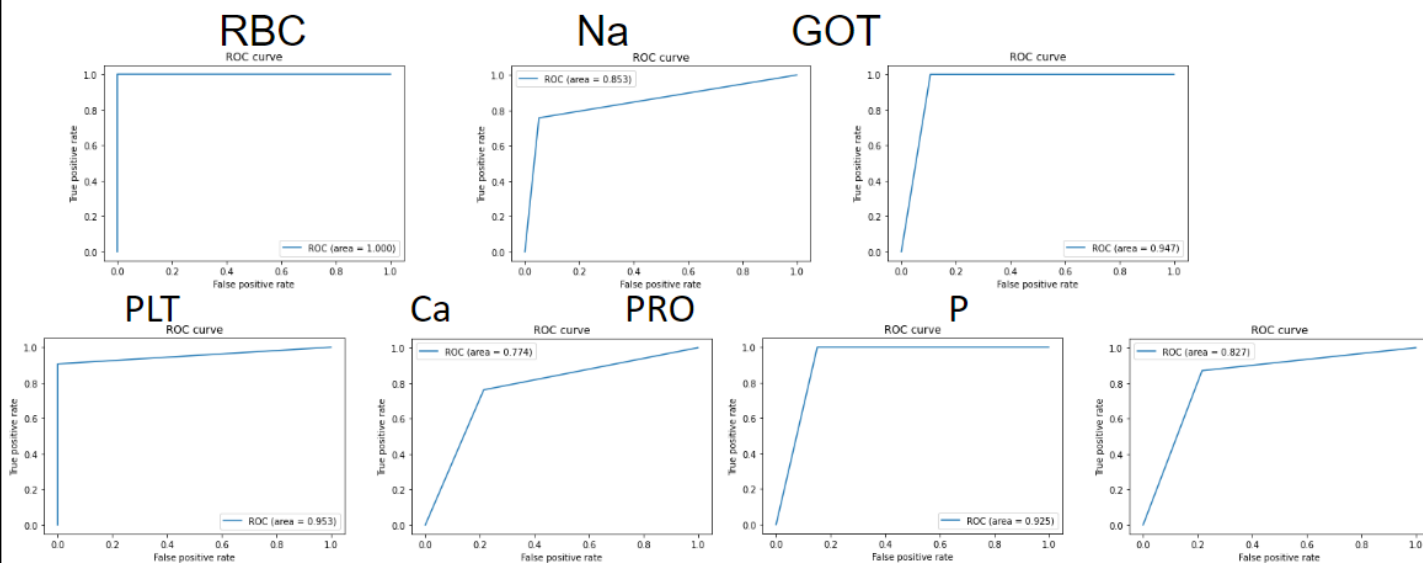 RBC Na GOT
ROC curve ROC curve ROC curve
1.0
0.8
0.6
0.4
0.2
0.0
True positive rate
ROC (area = 1.000)
0.0 0.2 0.4 0.6 0.8 1.0
False positive rate
ROC (area = 0.853)
1.0
0.8
0.6
0.4
0.2
0.0
True positive rate
0.0 0.2 0.4 0.6 0.8 1.0
False positive rate
1.0
0.8
0.6
0.4
0.2
0.0
True positive rate
ROC (area = 0.947)
0.0 0.2 0.4 0.6 0.8 1.0
False positive rate
PLT Ca PRO P
ROC curve ROC curve ROC curve ROC curve
1.0
0.8
0.6
0.4
0.2
0.0
True positive rate
ROC (area = 0.953)
0.0 0.2 0.4 0.6 0.8 1.0
False positive rate
ROC (area = 0.774)
1.0
0.8
0.6
0.4
0.2
0.0
True positive rate
0.0 0.2 0.4 0.6 0.8 1.0
False positive rate
1.0
0.8
0.6
0.4
0.2
0.0
True positive rate
ROC (area = 0.925)
0.0 0.2 0.4 0.6 0.8 1.0
False positive rate
ROC (area = 0.827)
1.0
0.8
0.6
0.4
0.2
0.0
True positive rate
0.0 0.2 0.4 0.6 0.8 1.0
False positive rate